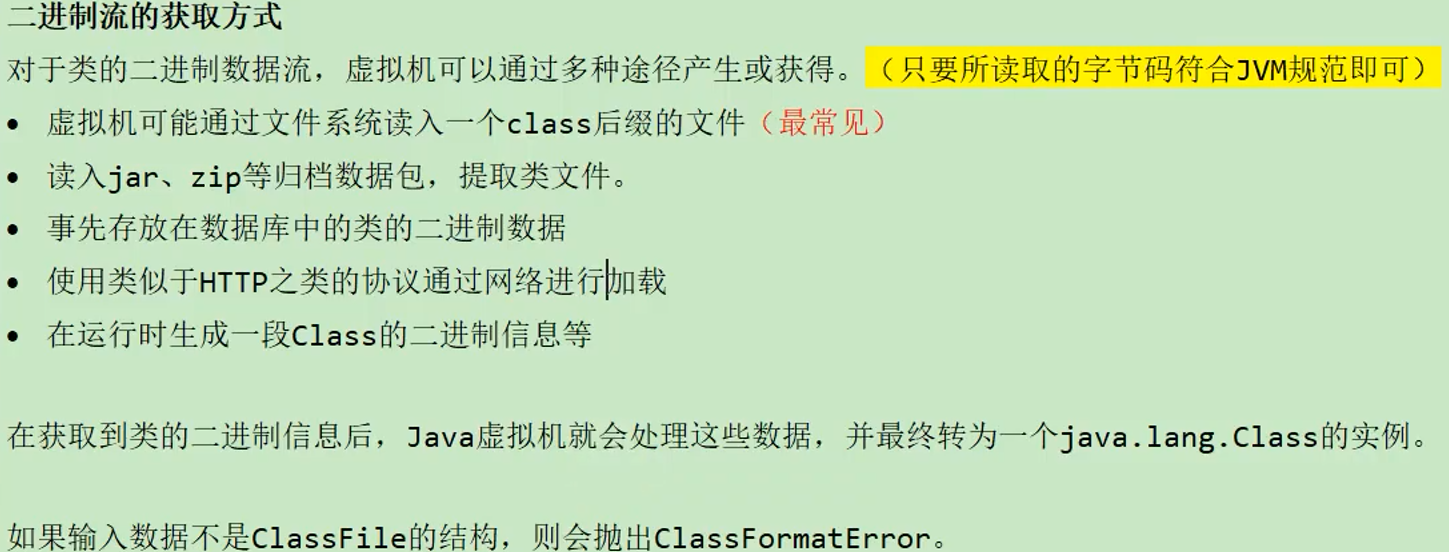 二进制流的获取方式
对于类的二进制数据流，虚拟机可以通过多种途径产生或获得。（只要所读取的字节码符合JVM规范即可）
• 虚拟机可能通过文件系统读入一个class后缀的文件（最常见）
• 读入jar、zip等归档数据包，提取类文件。
• 事先存放在数据库中的类的二进制数据
• 使用类似于HTTP之类的协议通过网络进行加载
• 在运行时生成一段Class的二进制信息等
在获取到类的二进制信息后，Java虚拟机就会处理这些数据，并最终转为一个java.lang.Class的实例。
如果输入数据不是ClassFile的结构，则会抛出ClassFormatError。